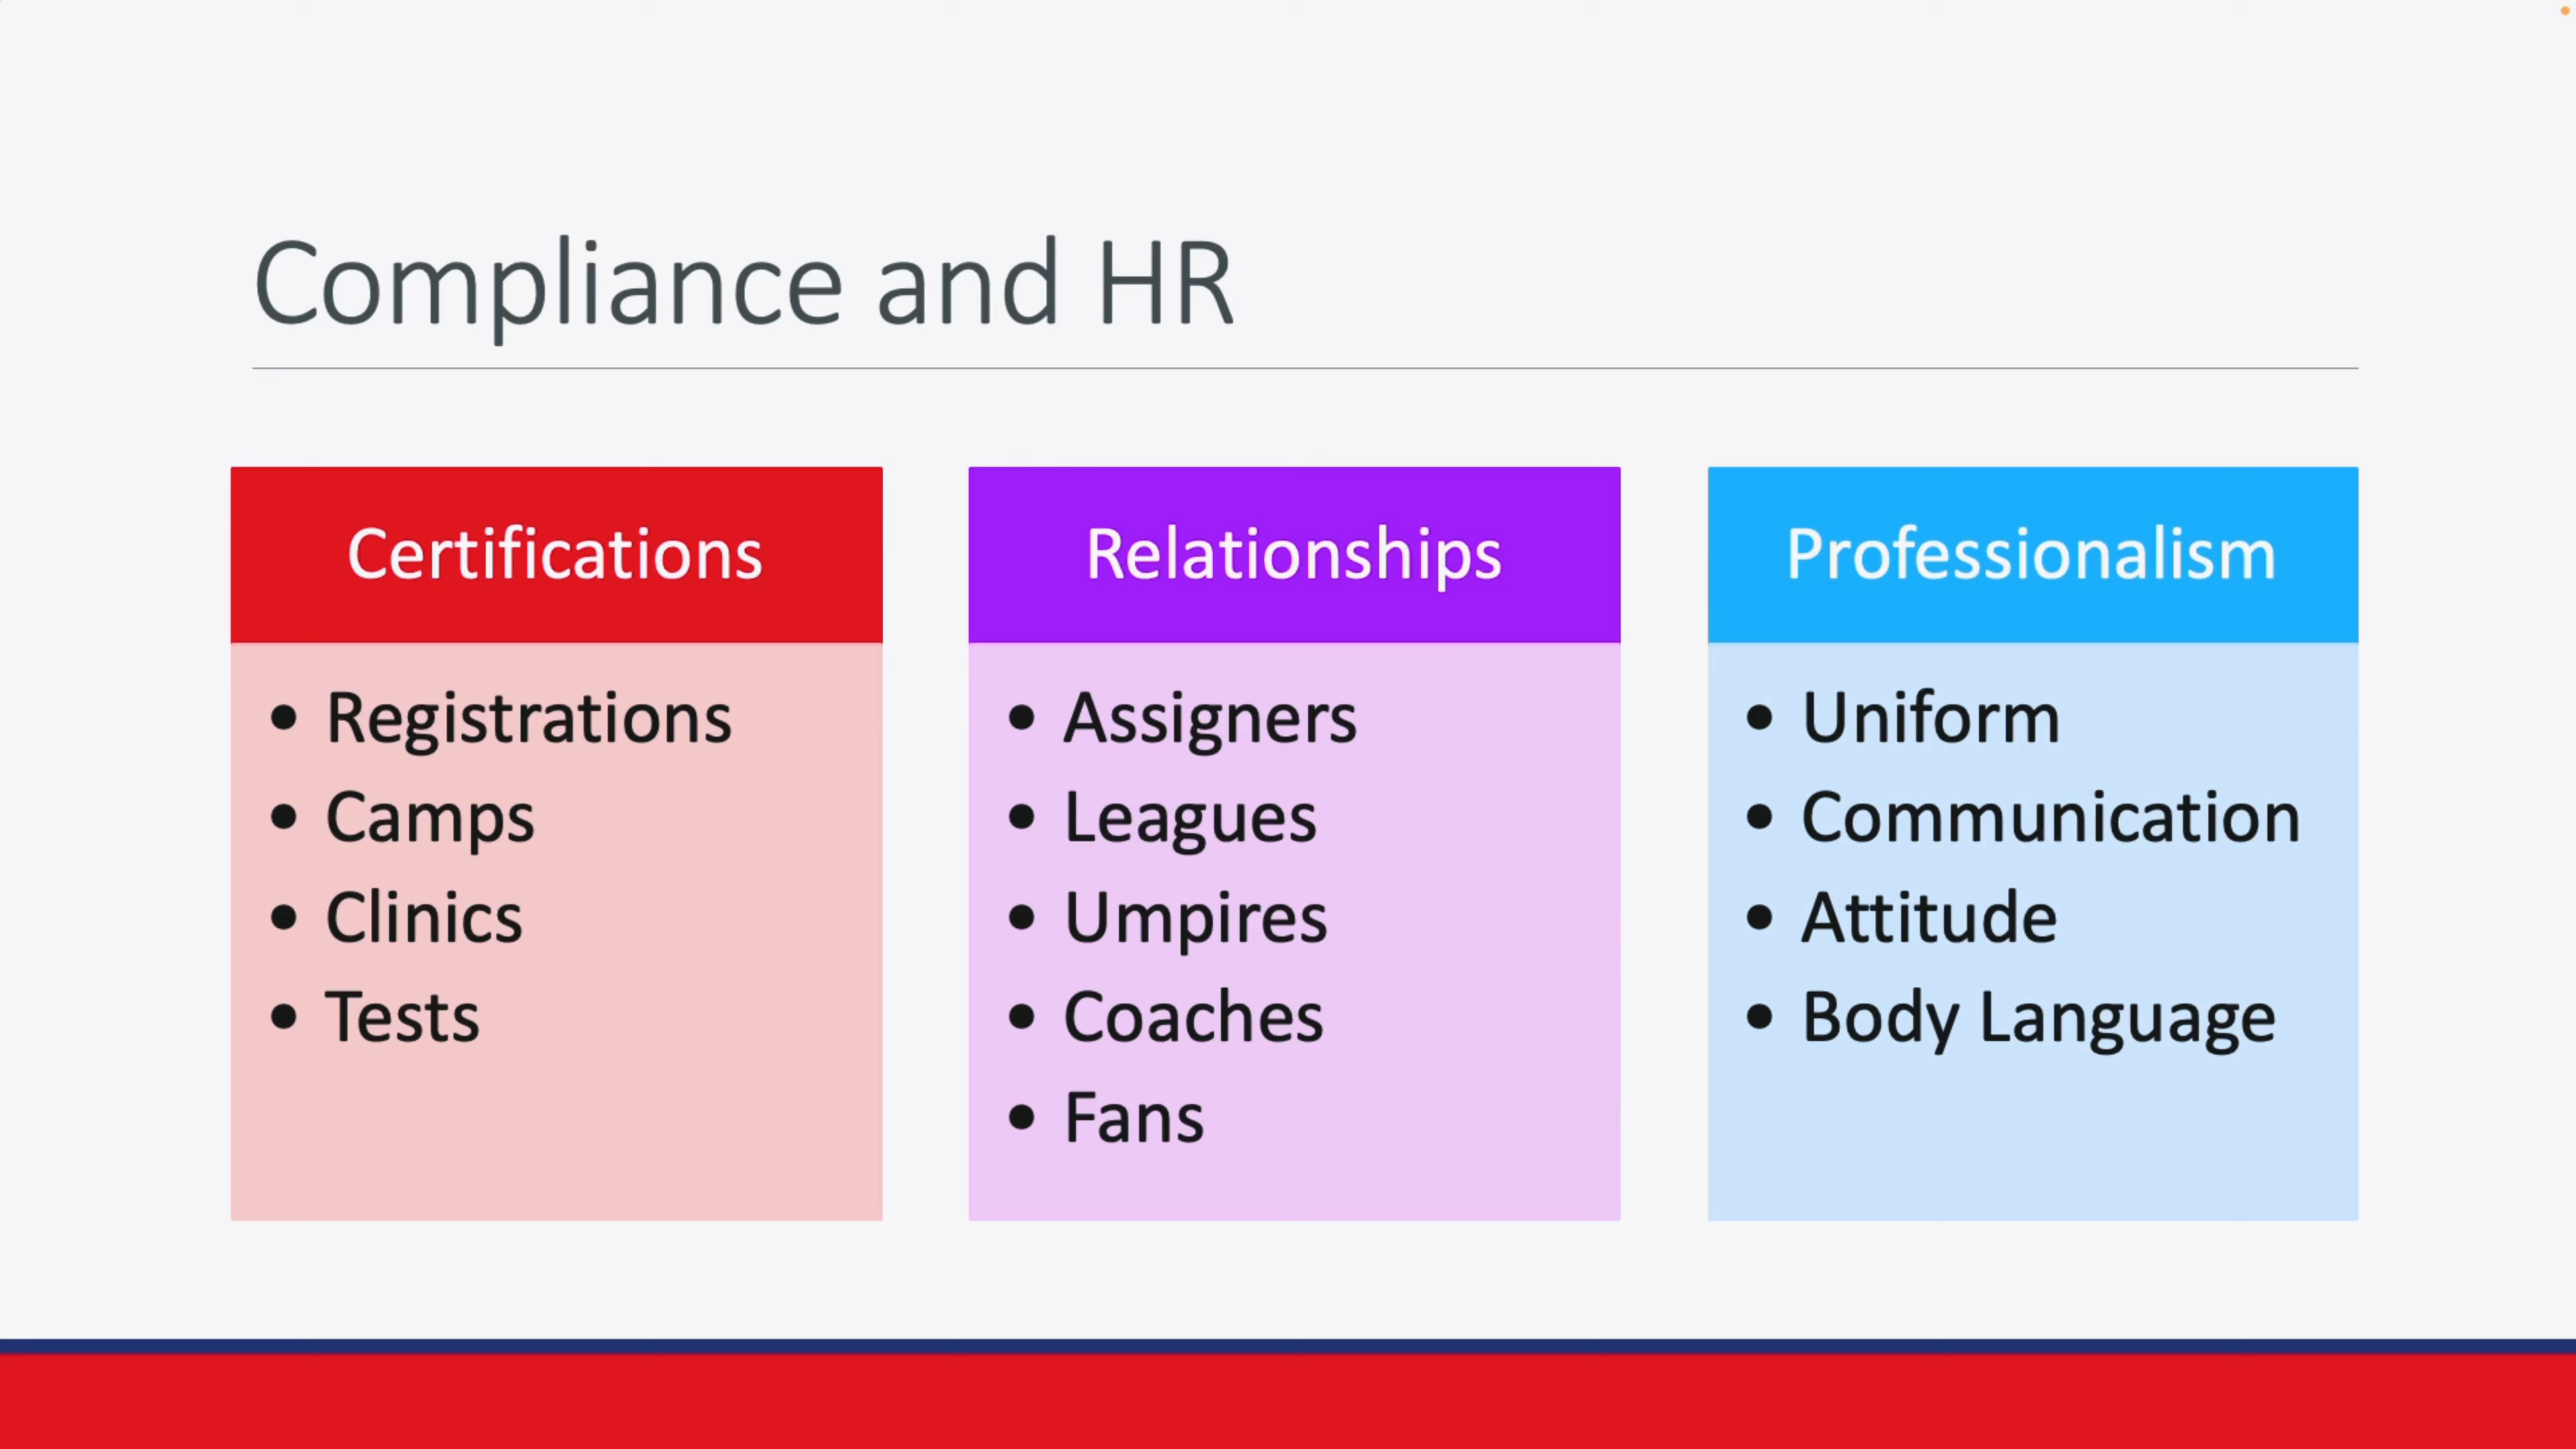 Compliance and HR
Certifications
• Registrations
• Camps
• Clinics
• Tests
Relationships
• Assigners
• Leagues
• Umpires
• Coaches
• Fans
Professionalism
• Uniform
• Communication
• Attitude
• Body Language